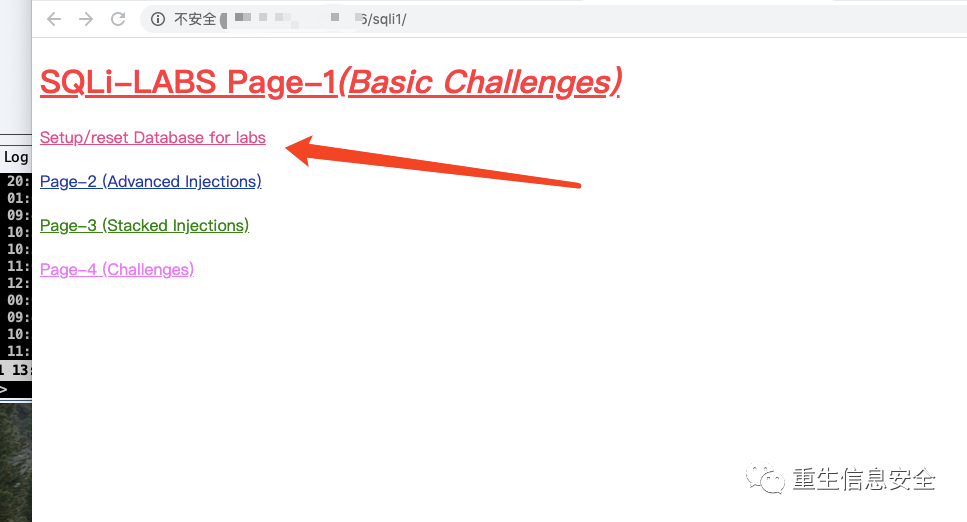 不安全
6/sqli1/
SQLi-LABS Page-1(Basic Challenges)
Setup/reset Database for labs
Log
20:
Page-2 (Advanced Injections)
01:
09:
Page-3 (Stacked Injections)
10:
10:
11:
Page-4 (Challenges)
12:
00:
09:
10:
11:
13:
>
重生信息安全